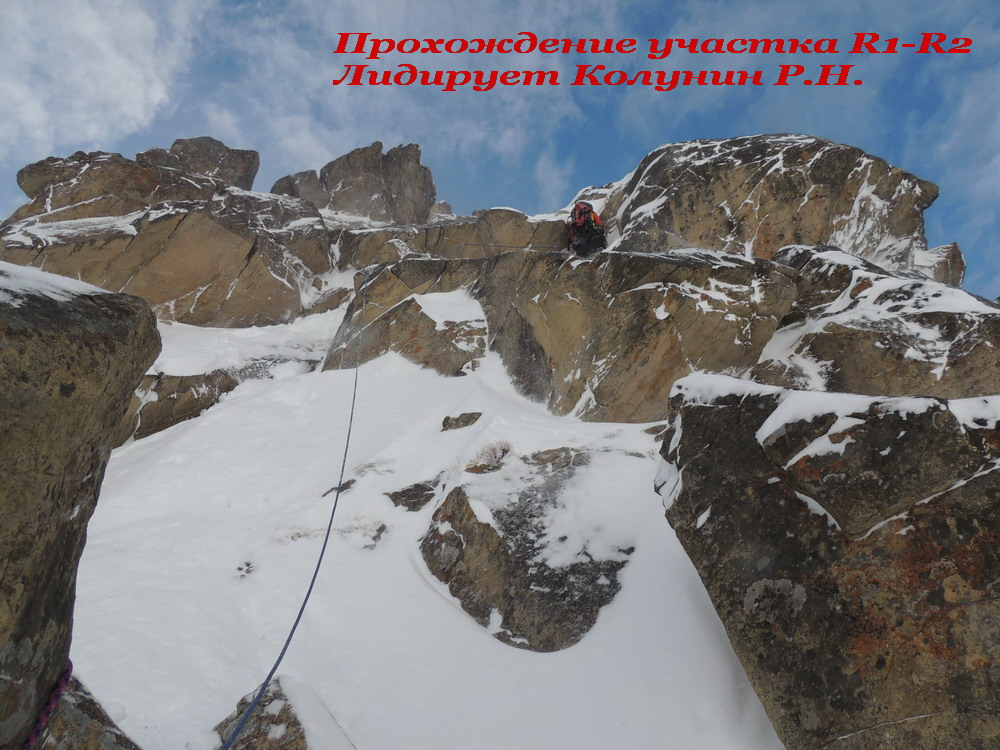 Прохождение участка R1-R2
Лидирует Колунин Р.Н.